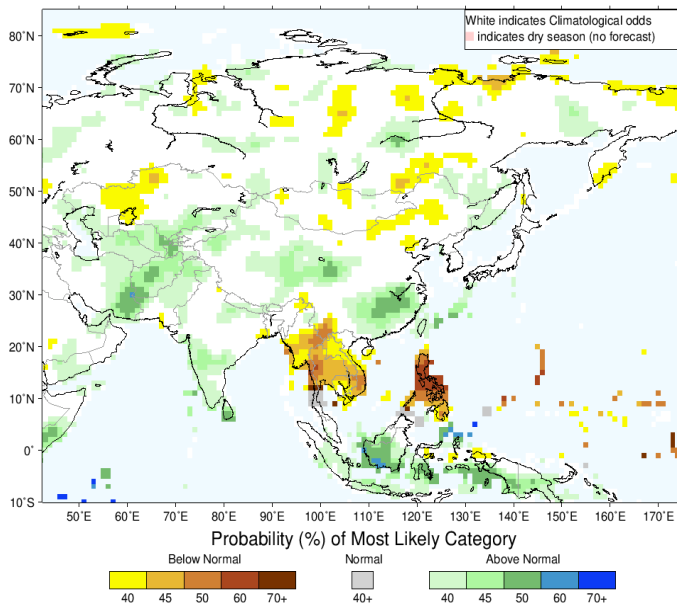 White indicates Climatological odds
indicates dry season (no forecast)
80°N
70°N
60°N
50°N
40°N
30°N
20°N
10°N
0°
10°S
50°E 60°E 70°E 80°E 90°E 100°E 110°E 120°E 130°E 140°E 150°E 160°E 170°E
Probability (%) of Most Likely Category
Below Normal Normal Above Normal
40 45 50 60 70+ 40+ 40 45 50 60 70+